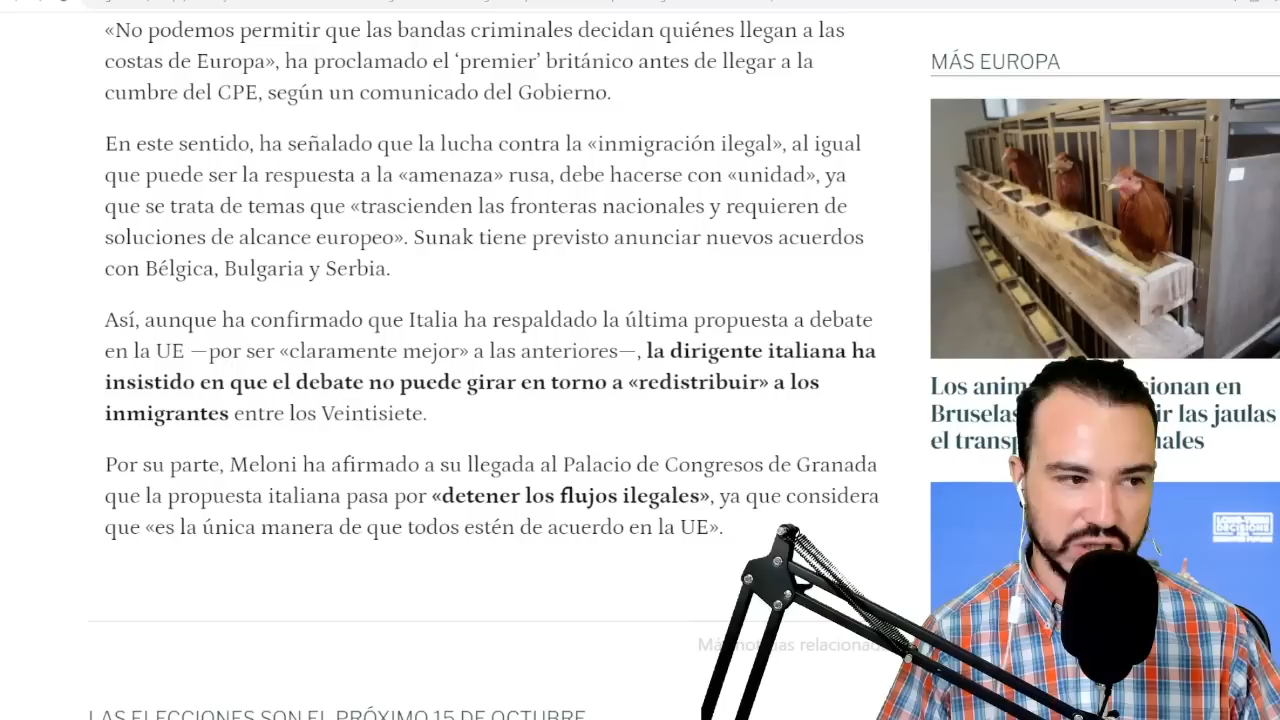 «No podemos permitir que las bandas criminales decidan quiénes llegan a las
costas de Europa», ha proclamado el ‘premier’ británico antes de llegar a la
cumbre del CPE, según un comunicado del Gobierno.
En este sentido, ha señalado que la lucha contra la «inmigración ilegal», al igual
que puede ser la respuesta a la «amenaza» rusa, debe hacerse con «unidad», ya
que se trata de temas que «trascienden las fronteras nacionales y requieren de
soluciones de alcance europeo». Sunak tiene previsto anunciar nuevos acuerdos
con Bélgica, Bulgaria y Serbia.
Así, aunque ha confirmado que Italia ha respaldado la última propuesta a debate
en la UE —por ser «claramente mejor» a las anteriores—, la dirigente italiana ha
insistido en que el debate no puede girar en torno a «redistribuir» a los
inmigrantes entre los Veintisiete.
Por su parte, Meloni ha afirmado a su llegada al Palacio de Congresos de Granada
que la propuesta italiana pasa por «detener los flujos ilegales», ya que considera
que «es la única manera de que todos estén de acuerdo en la UE».
LAS ELECCIONES SON EL PRÓXIMO 15 DE OCTUBRE
MÁS EUROPA
Los en
Bruselas las jaulas
el